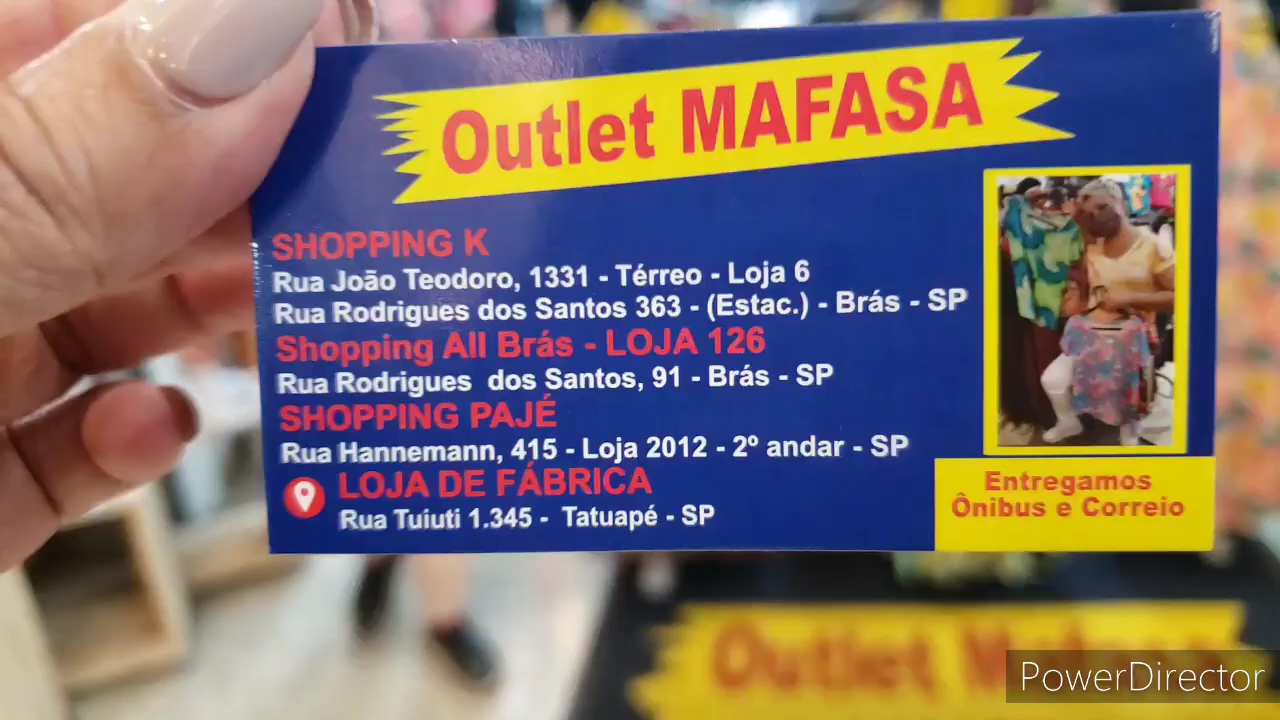 Outlet MAFASA
SHOPPING K
Rua João Teodoro, 1331 - Térreo - Loja 6
Rua Rodrigues dos Santos 363 - (Estac.) - Brás - SP
Shopping All Brás - LOJA 126
Rua Rodrigues dos Santos, 91 - Brás - SP
SHOPPING PAJÉ
Rua Hannemann, 415 - Loja 2012 - 2º andar - SP
LOJA DE FÁBRICA
Rua Tuiuti 1.345 - Tatuapé - SP
Entregamos
Ônibus e Correio
Outlet Mafasa
PowerDirector